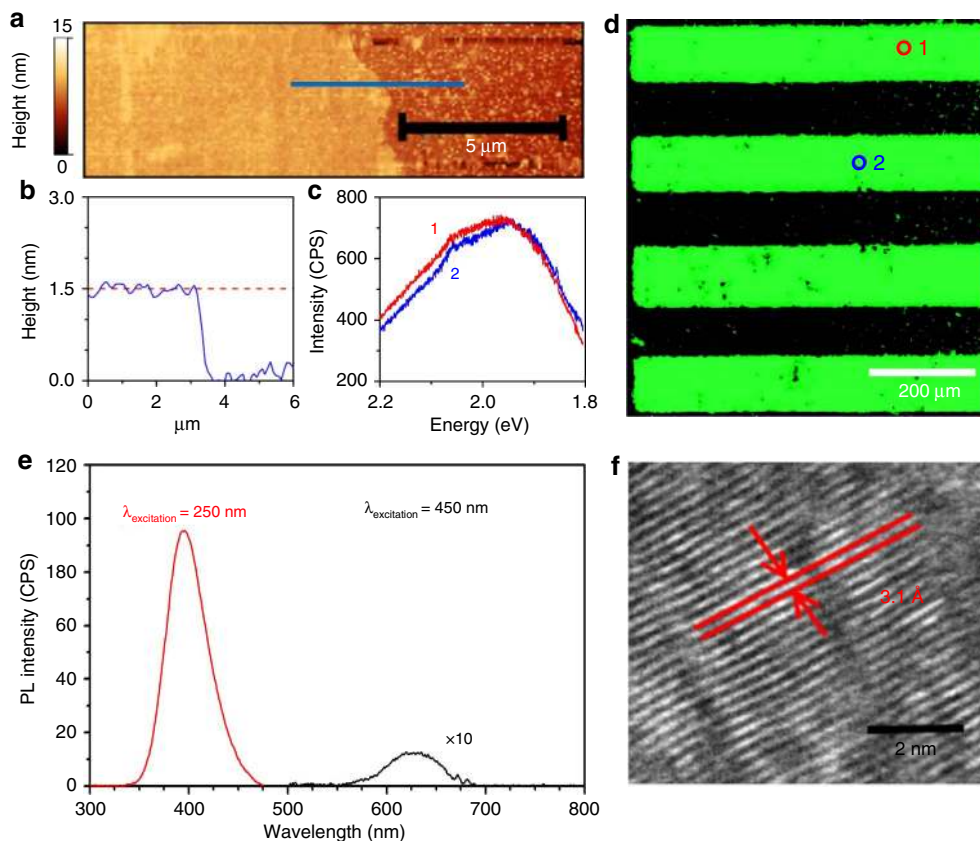 a
15
Height (nm)
0
5 μm
b
3.0
Height (nm)
1.5
0.0
0
2
4
6
μm
c
800
Intensity (CPS)
600
400
200
1
2
2.2
2.0
1.8
Energy (eV)
d
1
2
200 μm
e
120
100
180
60
40
20
0
PL intensity (CPS)
λexcitation = 250 nm
λexcitation = 450 nm
×10
300
400
500
600
700
800
Wavelength (nm)
f
3.1 Å
2 nm